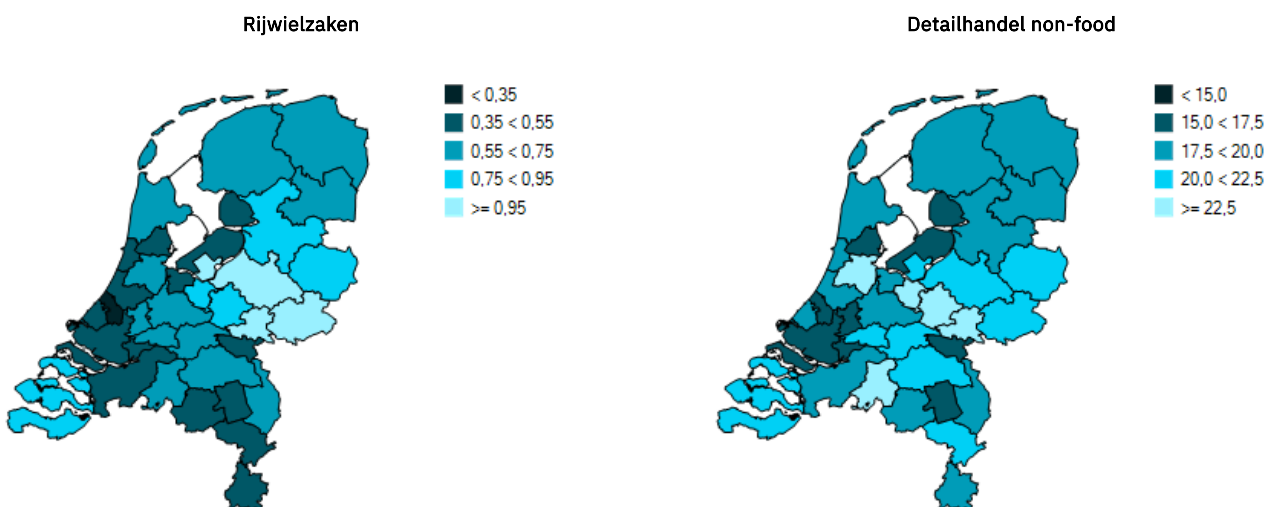 Rijwielzaken
< 0,35
0,35 < 0,55
0,55 < 0,75
0,75 < 0,95
>= 0,95
Detailhandel non-food
< 15,0
15,0 < 17,5
17,5 < 20,0
20,0 < 22,5
>= 22,5